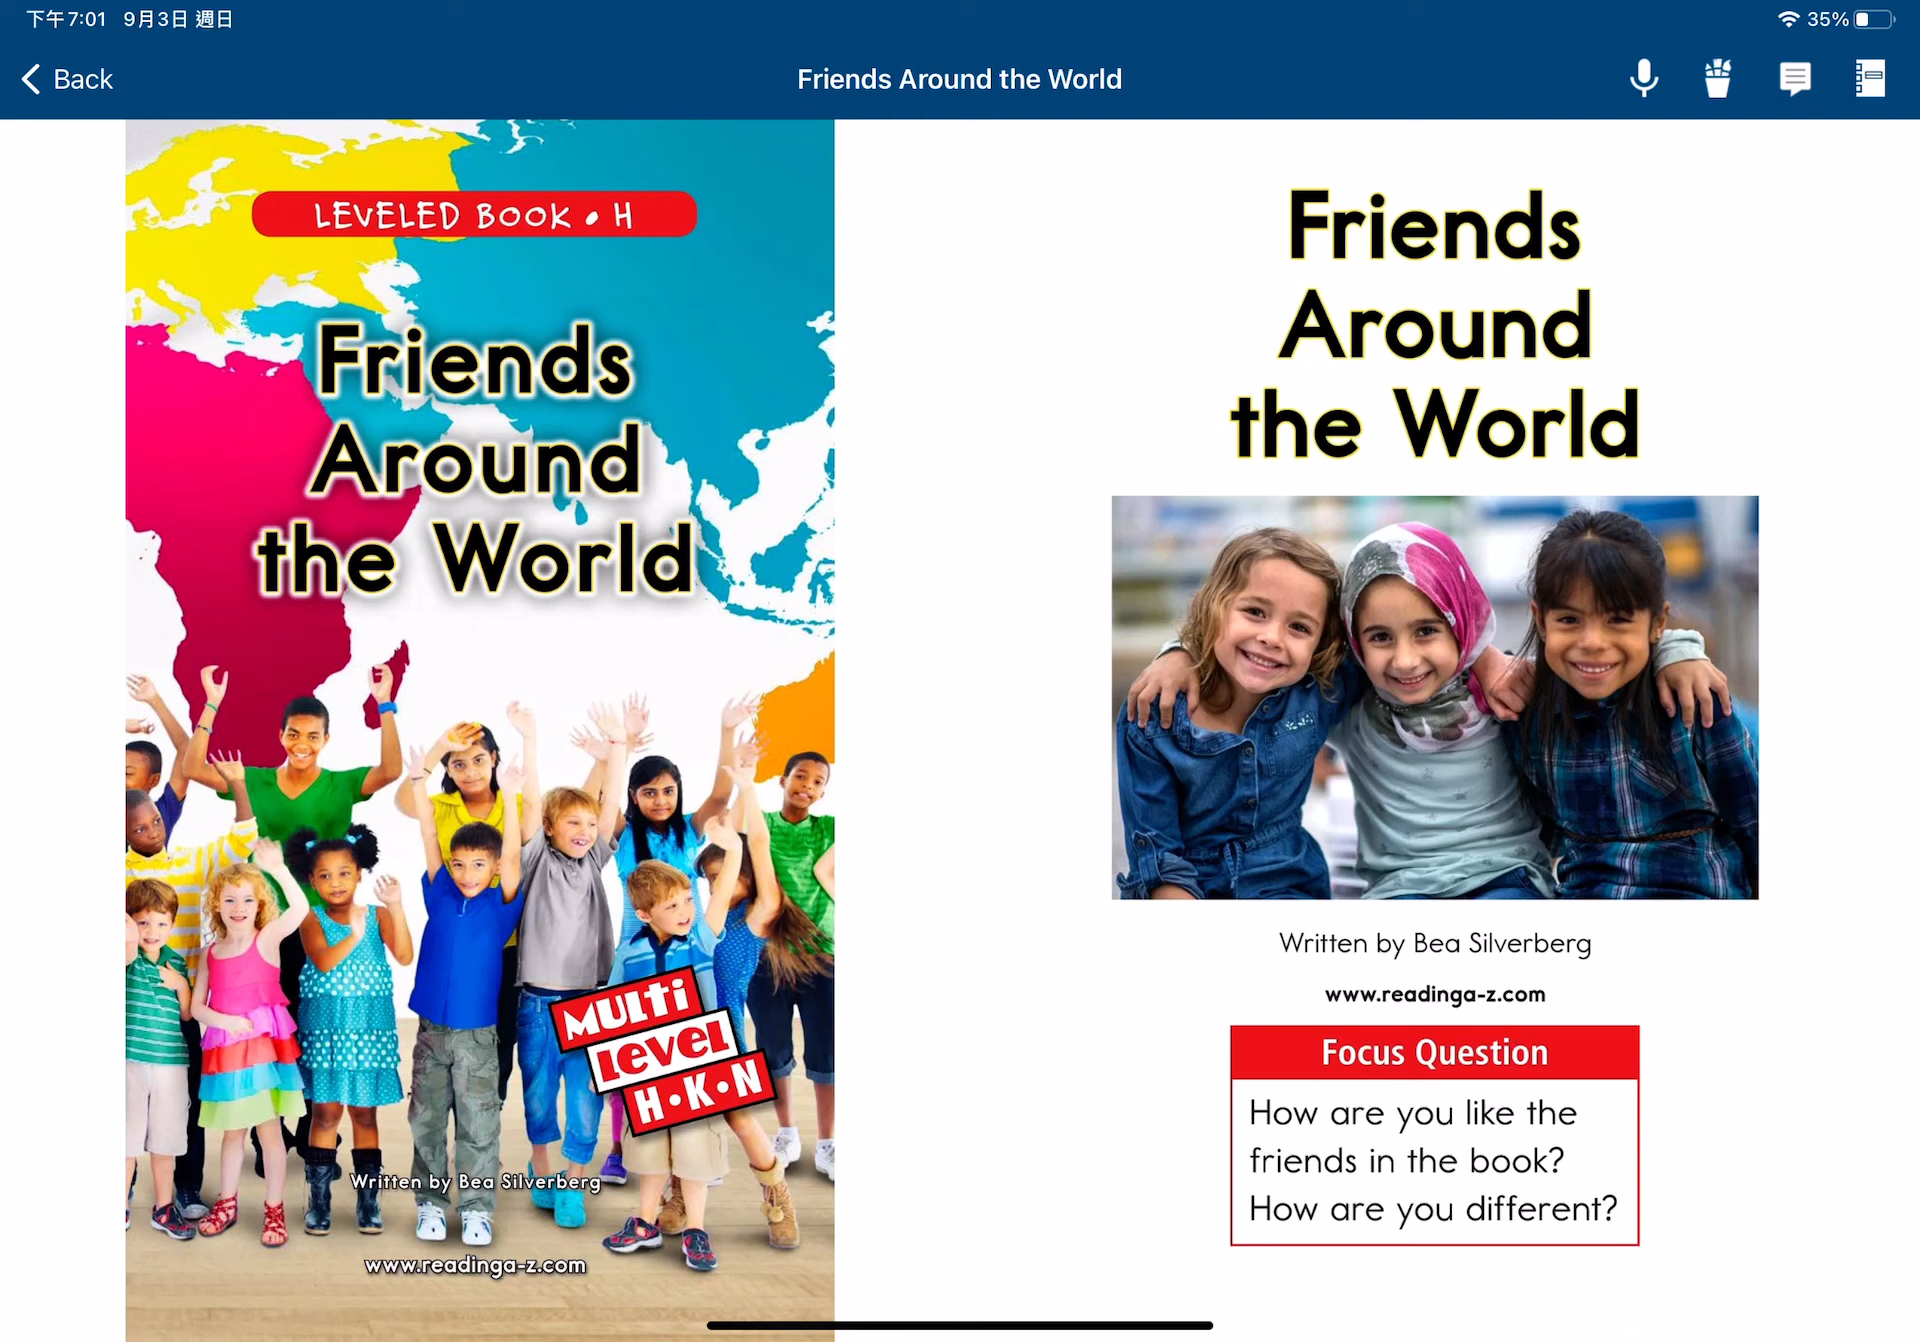 下午7:01 9月3日 週日
35%
Back
Friends Around the World
LEVELED BOOK • H
Friends
Around
the World
MULTI
level
H•K•N
Written by Bea Silverberg
www.readinga-z.com
Friends
Around
the World
Written by Bea Silverberg
www.readinga-z.com
Focus Question
How are you like the
friends in the book?
How are you different?